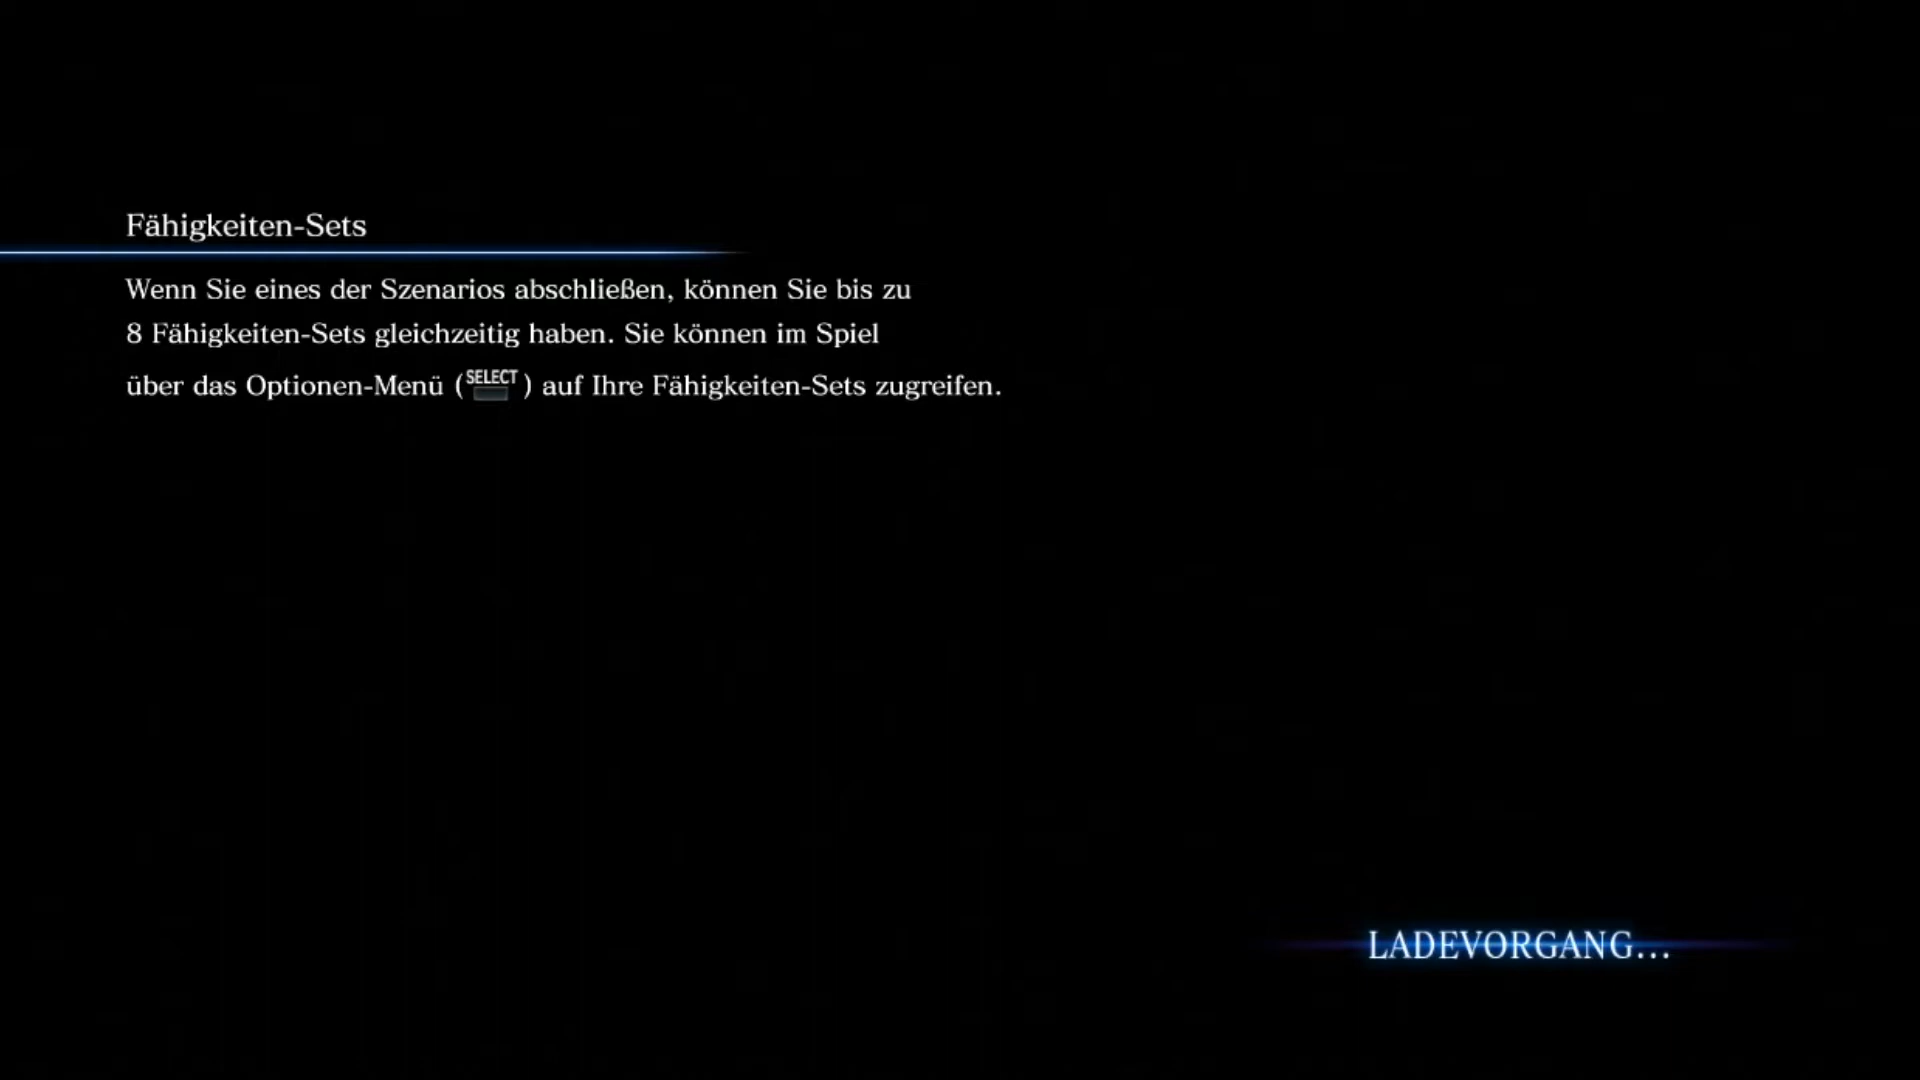 Fähigkeiten-Sets
Wenn Sie eines der Szenarios abschließen, können Sie bis zu
8 Fähigkeiten-Sets gleichzeitig haben. Sie können im Spiel
über das Optionen-Menü (SELECT) auf Ihre Fähigkeiten-Sets zugreifen.
LADEVORGANG...